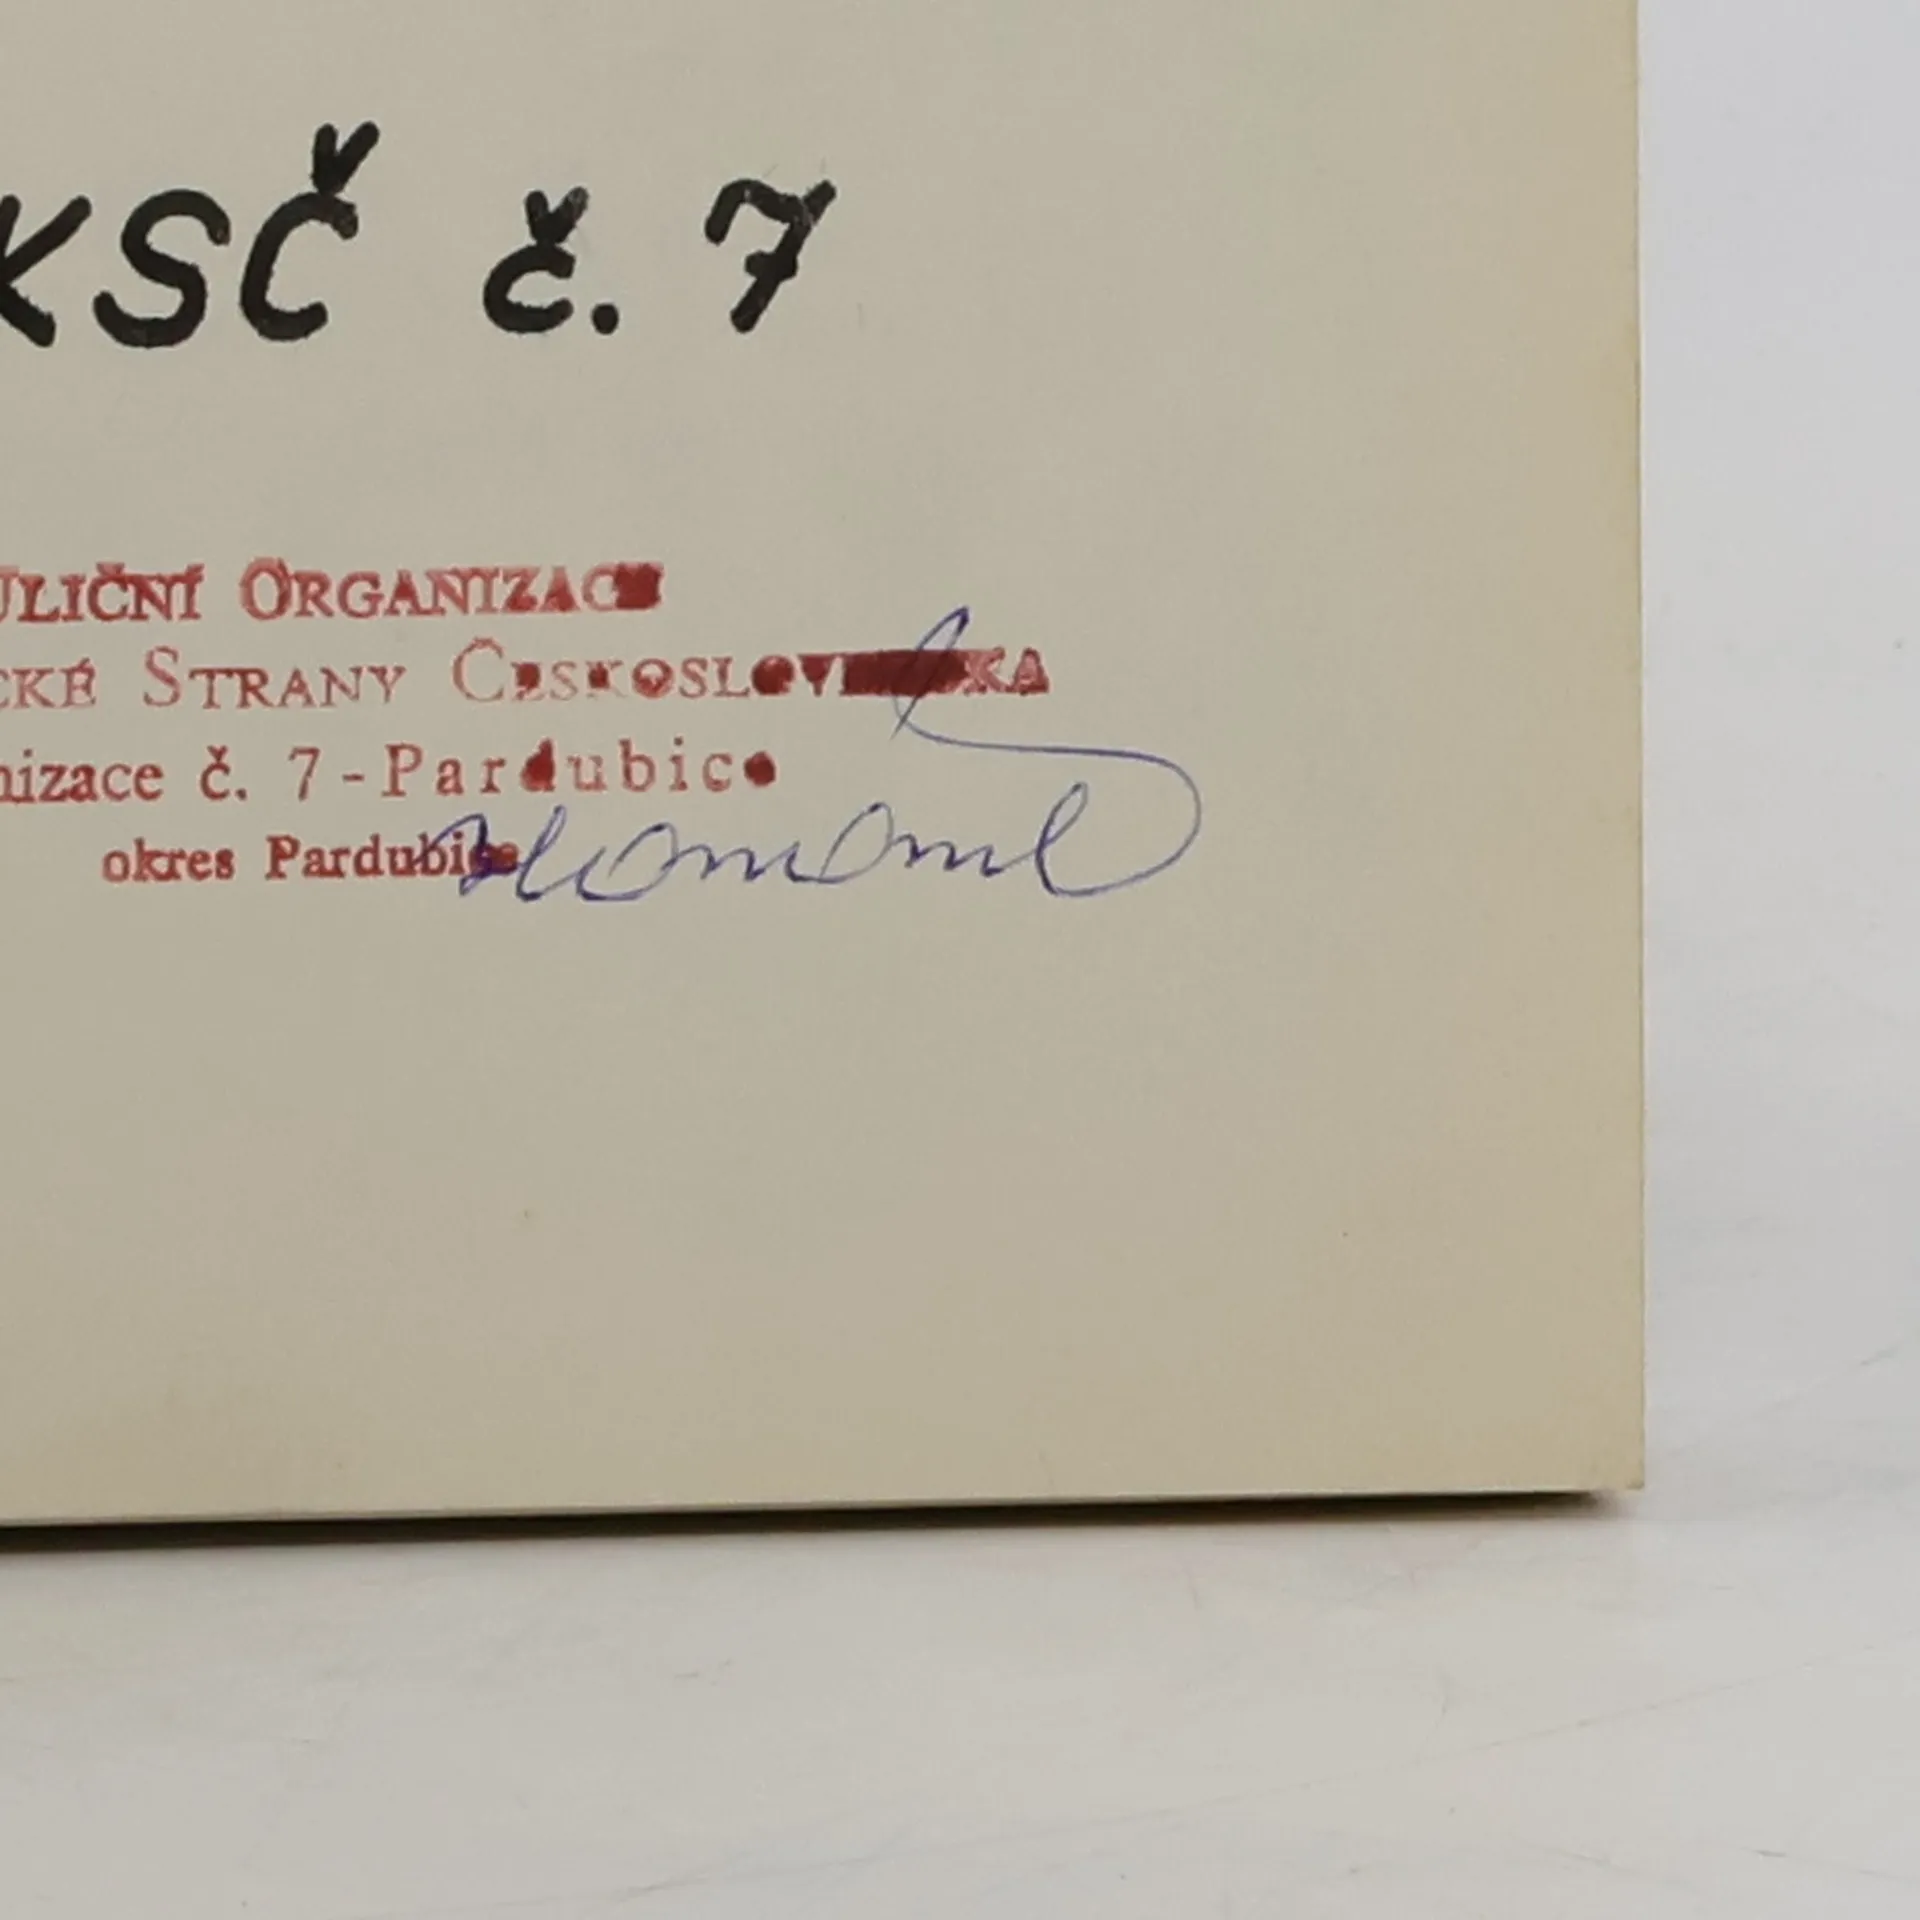 KSČ č. 7
ULIČNÍ ORGANIZACE
CKÉ STRANY ČESKOSLOVENSKA
nizace č. 7 - Pardubice
okres Pardubice